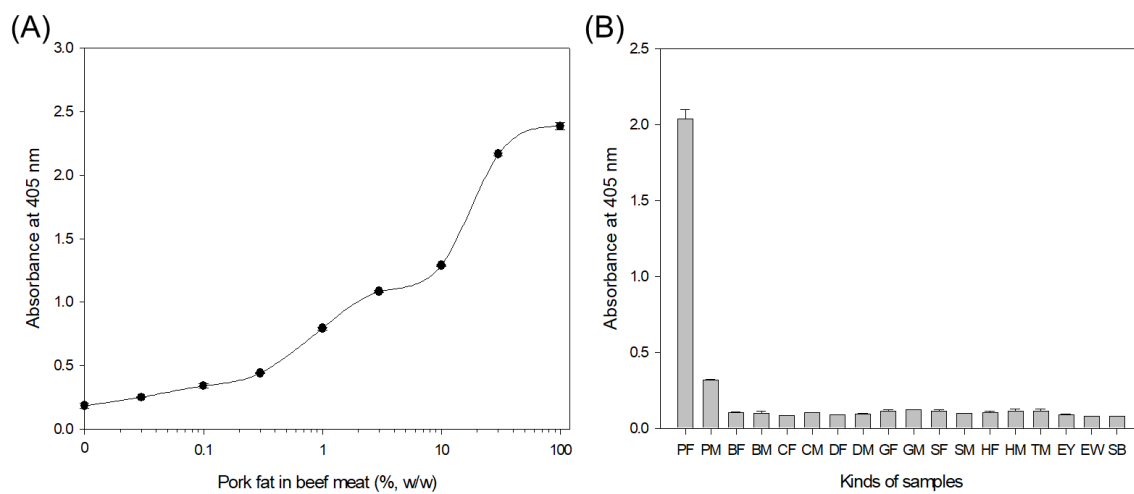 (A)
3.0
2.5
2.0
1.5
1.0
0.5
0.0
Absorbance at 405 nm
0 0.1 1 10 100
Pork fat in beef meat (%, w/w)
(B)
2.5
2.0
1.5
1.0
0.5
0.0
Absorbance at 405 nm
PF PM BF BM CF CM DF DM GF GM SF SM HF HM TM EY EW SB
Kinds of samples